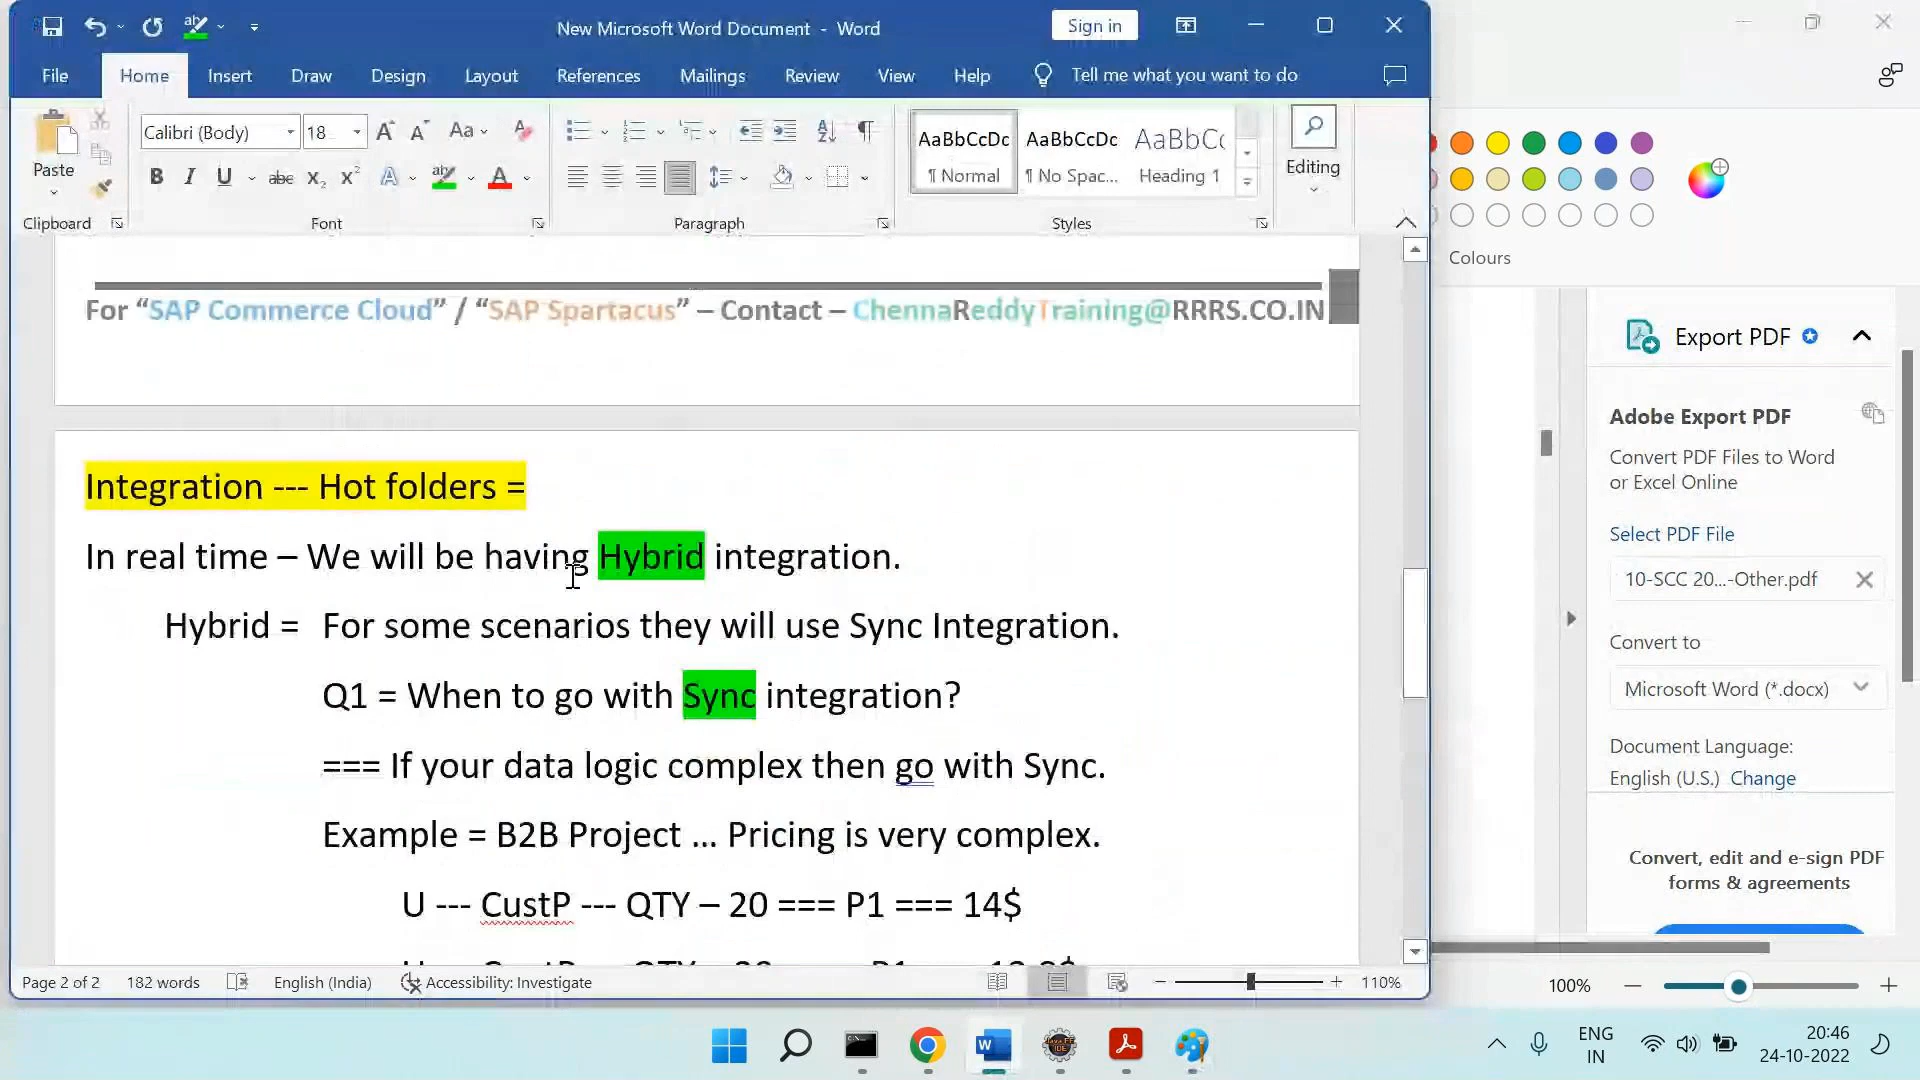 New Microsoft Word Document - Word
Sign in
File Home Insert Draw Design Layout References Mailings Review View Help Tell me what you want to do
Paste
Clipboard
Calibri (Body) 18
Font
Paragraph
AaBbCcDc AaBbCcDc AaBbCc
¶ Normal ¶ No Spac... Heading 1
Styles
Editing
Colours
For “SAP Commerce Cloud” / “SAP Spartacus” – Contact – ChennaReddyTraining@RRRS.CO.IN
Integration --- Hot folders =
In real time – We will be having Hybrid integration.
Hybrid = For some scenarios they will use Sync Integration.
Q1 = When to go with Sync integration?
=== If your data logic complex then go with Sync.
Example = B2B Project ... Pricing is very complex.
U --- CustP --- QTY – 20 === P1 === 14$
Page 2 of 2 182 words English (India) Accessibility: Investigate 110%
Export PDF
Adobe Export PDF
Convert PDF Files to Word
or Excel Online
Select PDF File
10-SCC 20...-Other.pdf
Convert to
Microsoft Word (*.docx)
Document Language:
English (U.S.) Change
Convert, edit and e-sign PDF
forms & agreements
100%
ENG
IN
20:46
24-10-2022